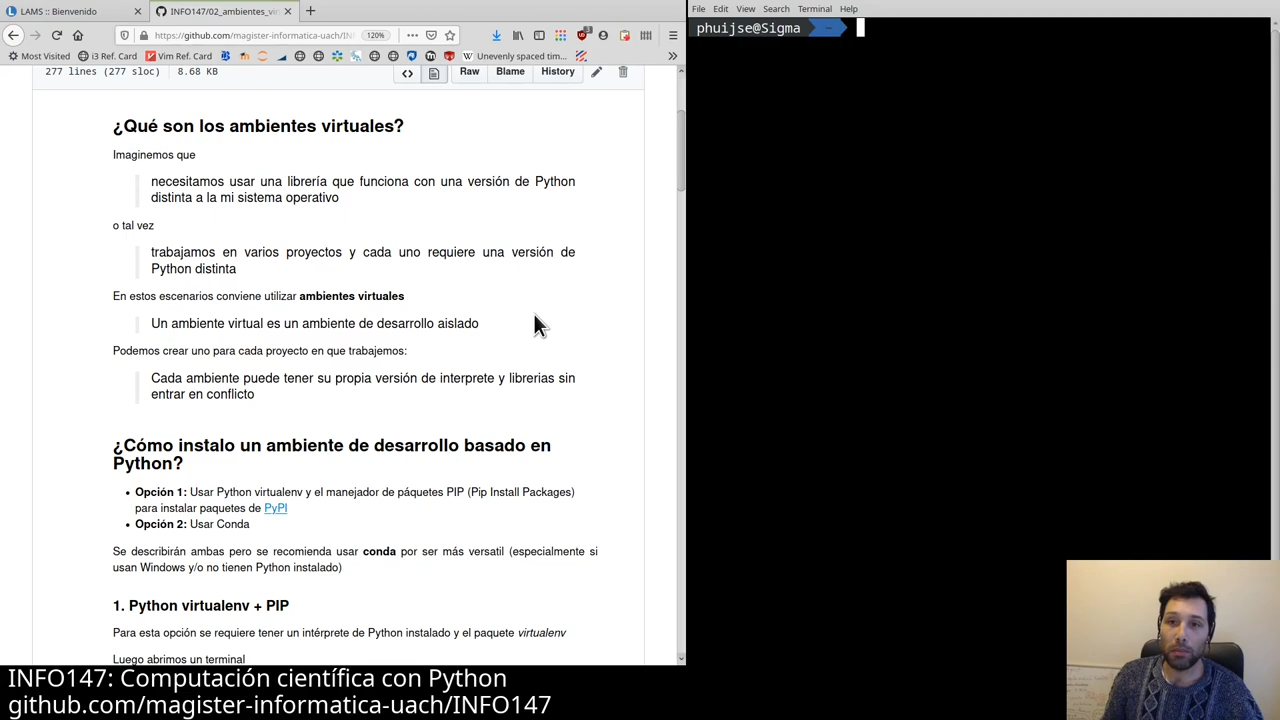 LAMS :: Bienvenido
INFO147/02_ambientes_vi
File Edit View Search Terminal Help
https://github.com/magister-informatica-uach/INFO147
120%
phuijse@Sigma ~
Most Visited i3 Ref. Card Vim Ref. Card Unevenly spaced tim...
277 lines (277 sloc) 8.68 KB
Raw Blame History
¿Qué son los ambientes virtuales?
Imaginemos que
necesitamos usar una librería que funciona con una versión de Python
distinta a la mi sistema operativo
o tal vez
trabajamos en varios proyectos y cada uno requiere una versión de
Python distinta
En estos escenarios conviene utilizar ambientes virtuales
Un ambiente virtual es un ambiente de desarrollo aislado
Podemos crear uno para cada proyecto en que trabajemos:
Cada ambiente puede tener su propia versión de interprete y librerias sin
entrar en conflicto
¿Cómo instalo un ambiente de desarrollo basado en
Python?
Opción 1: Usar Python virtualenv y el manejador de páquetes PIP (Pip Install Packages)
para instalar paquetes de PyPI
Opción 2: Usar Conda
Se describirán ambas pero se recomienda usar conda por ser más versatil (especialmente si
usan Windows y/o no tienen Python instalado)
1. Python virtualenv + PIP
Para esta opción se requiere tener un intérprete de Python instalado y el paquete virtualenv
Luego abrimos un terminal
INFO147: Computación científica con Python
github.com/magister-informatica-uach/INFO147